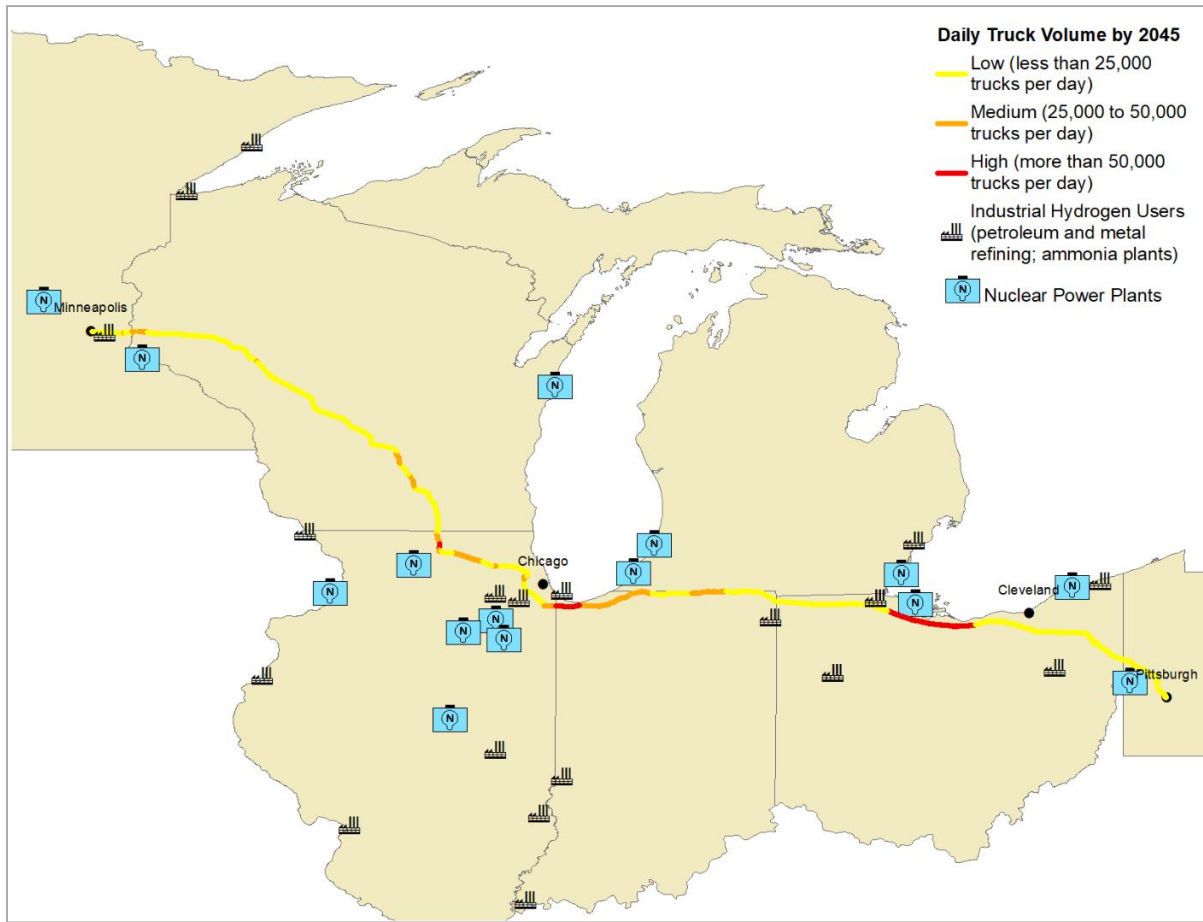 Daily Truck Volume by 2045
Low (less than 25,000
trucks per day)
Medium (25,000 to 50,000
trucks per day)
High (more than 50,000
trucks per day)
Industrial Hydrogen Users
(petroleum and metal
refining; ammonia plants)
N Nuclear Power Plants
N
Minneapolis
N
N
N
Chicago
N
N
N
N
N
N
N
N
N
Cleveland
N
N
Pittsburgh